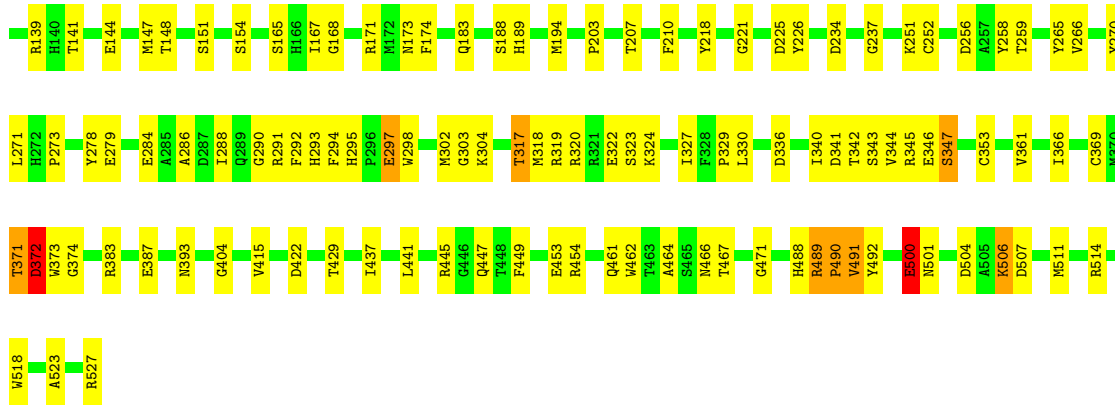 R139 H140 T141 E144 M147 T148 S151 S154 S165 H166 I167 G168 R171 M172 N173 F174 Q183 S188 H189 M194 P203 T207 F210 Y218 G221 D225 Y226 D234 G237 K251 C252 D256 A257 Y258 T259 Y265 V266 Y270
L271 H272 P273 Y278 E279 E284 A285 A286 D287 I288 Q289 G290 R291 F292 H293 F294 H295 P296 E297 W298 M302 G303 K304 T317 M318 R319 R320 R321 E322 S323 K324 I327 F328 P329 L330 D336 I340 D341 T342 S343 V344 R345 E346 S347 C353 V361 I366 C369 M370
T371 D372 W373 G374 R383 E387 N393 G404 V415 D422 T429 I437 L441 R445 G446 Q447 T448 F449 E453 R454 Q461 W462 T463 A464 S465 N466 T467 G471 H488 R489 P490 V491 Y492 E500 N501 D504 A505 K506 D507 M511 R514
W518 A523 R527